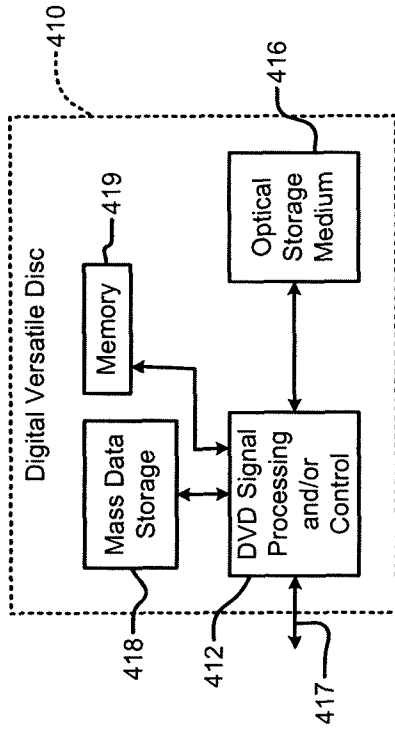 410
Digital Versatile Disc
419
Memory
Mass Data
Storage
418
416
Optical
Storage
Medium
DVD Signal
Processing
and/or
Control
412
417